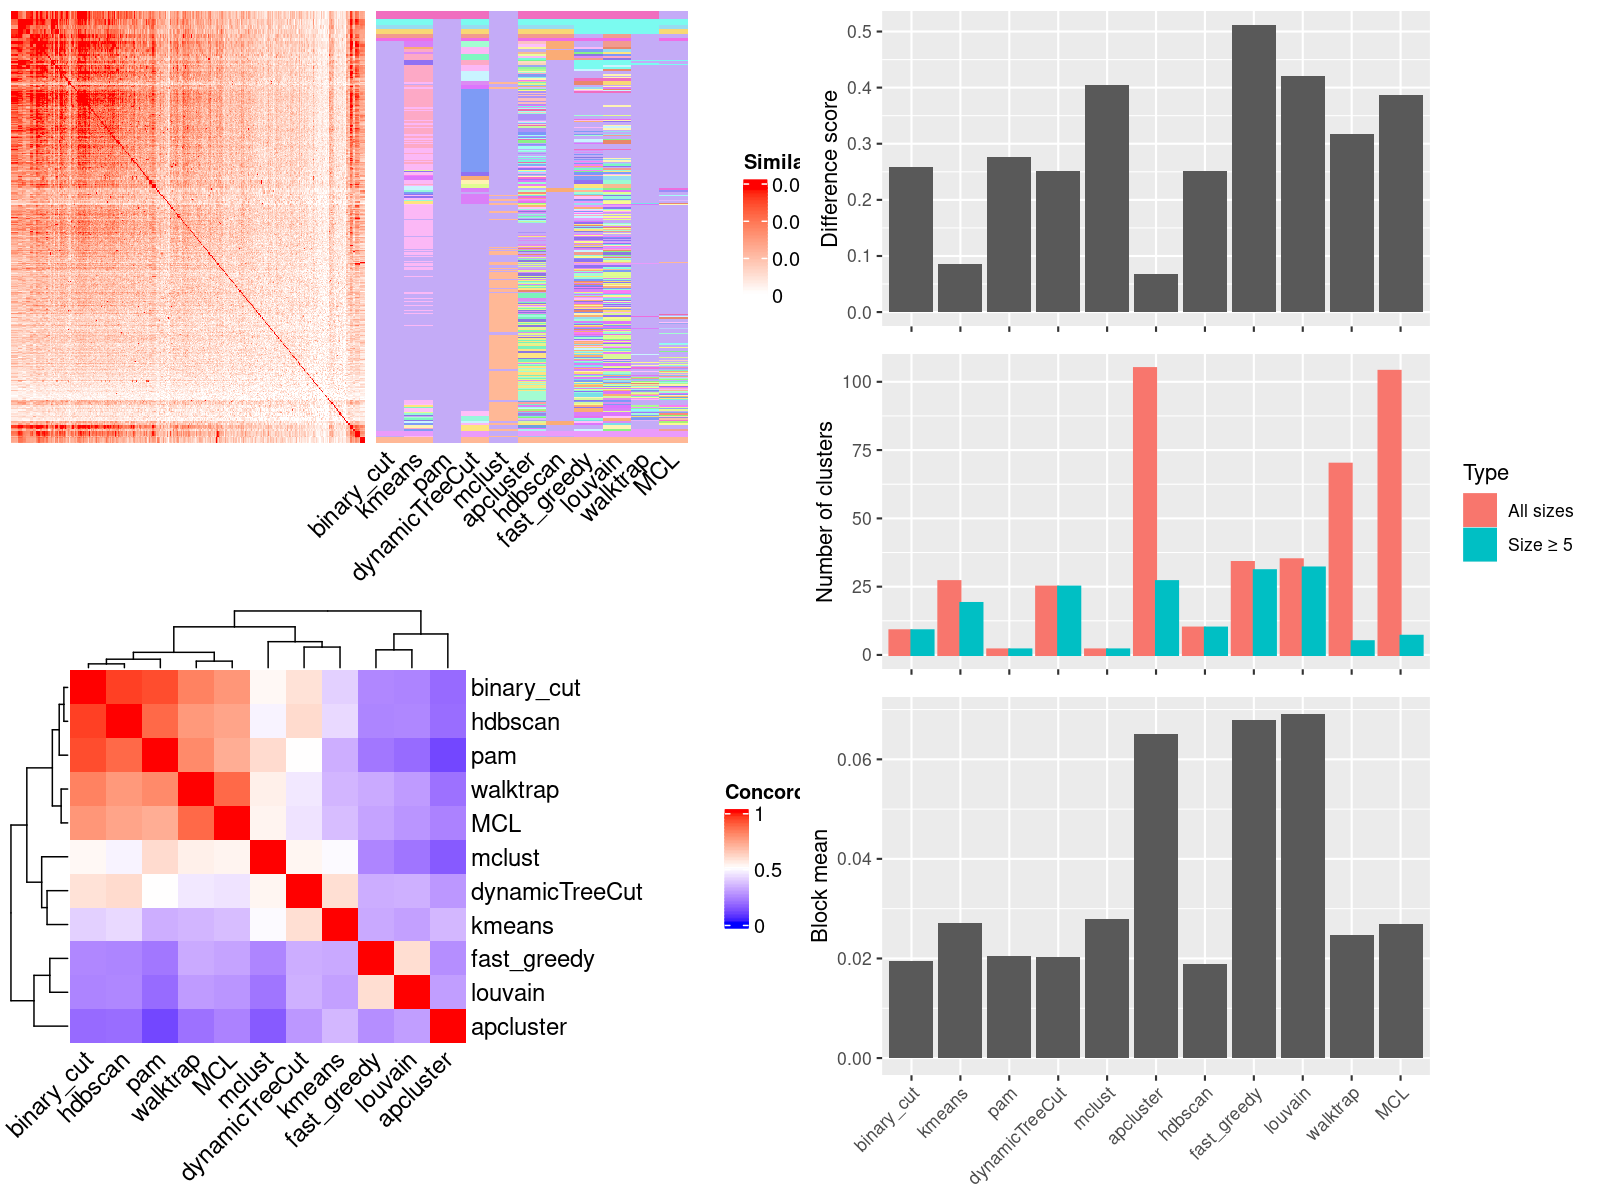 Simila
0.0
0.0
0.0
0
binary_cut
kmeans
pam
dynamicTreeCut
mclust
apcluster
hdbscan
fast_greedy
louvain
walktrap
MCL
binary_cut
hdbscan
pam
walktrap
MCL
mclust
dynamicTreeCut
kmeans
fast_greedy
louvain
apcluster
Concord
1
0.5
0
binary_cut
hdbscan
pam
walktrap
MCL
mclust
dynamicTreeCut
kmeans
fast_greedy
louvain
apcluster
Difference score
0.5
0.4
0.3
0.2
0.1
0.0
Number of clusters
100
75
50
25
0
Type
All sizes
Size ≥ 5
Block mean
0.06
0.04
0.02
0.00
binary_cut
kmeans
pam
dynamicTreeCut
mclust
apcluster
hdbscan
fast_greedy
louvain
walktrap
MCL